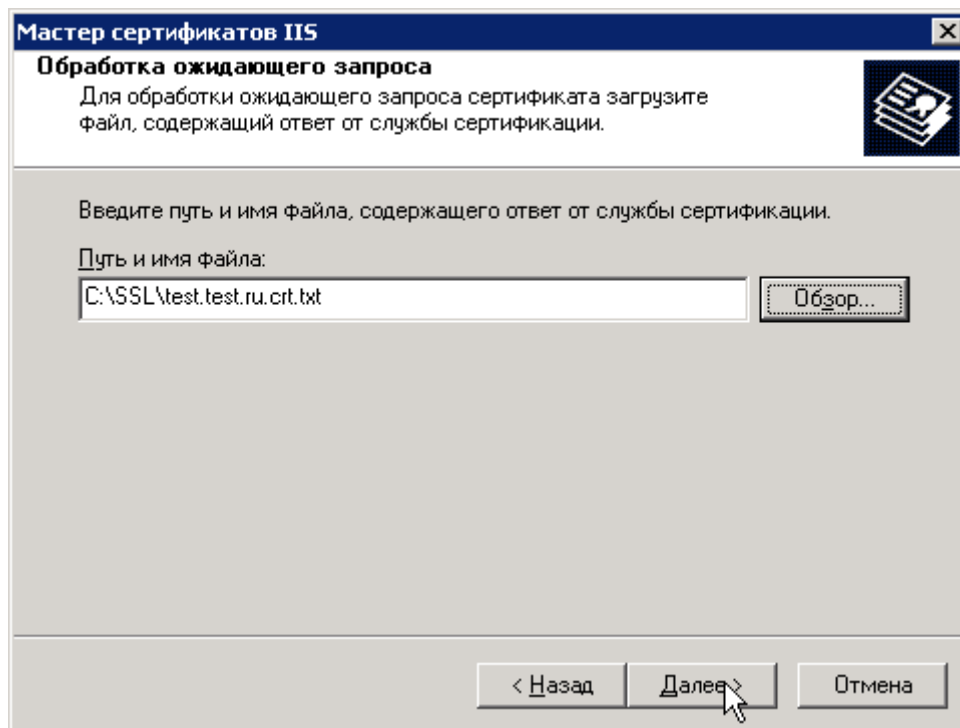 Мастер сертификатов IIS
Обработка ожидающего запроса
Для обработки ожидающего запроса сертификата загрузите
файл, содержащий ответ от службы сертификации.
Введите путь и имя файла, содержащего ответ от службы сертификации.
Путь и имя файла:
C:\SSL\test.test.ru.crt.txt
Обзор...
< Назад
Далее >
Отмена